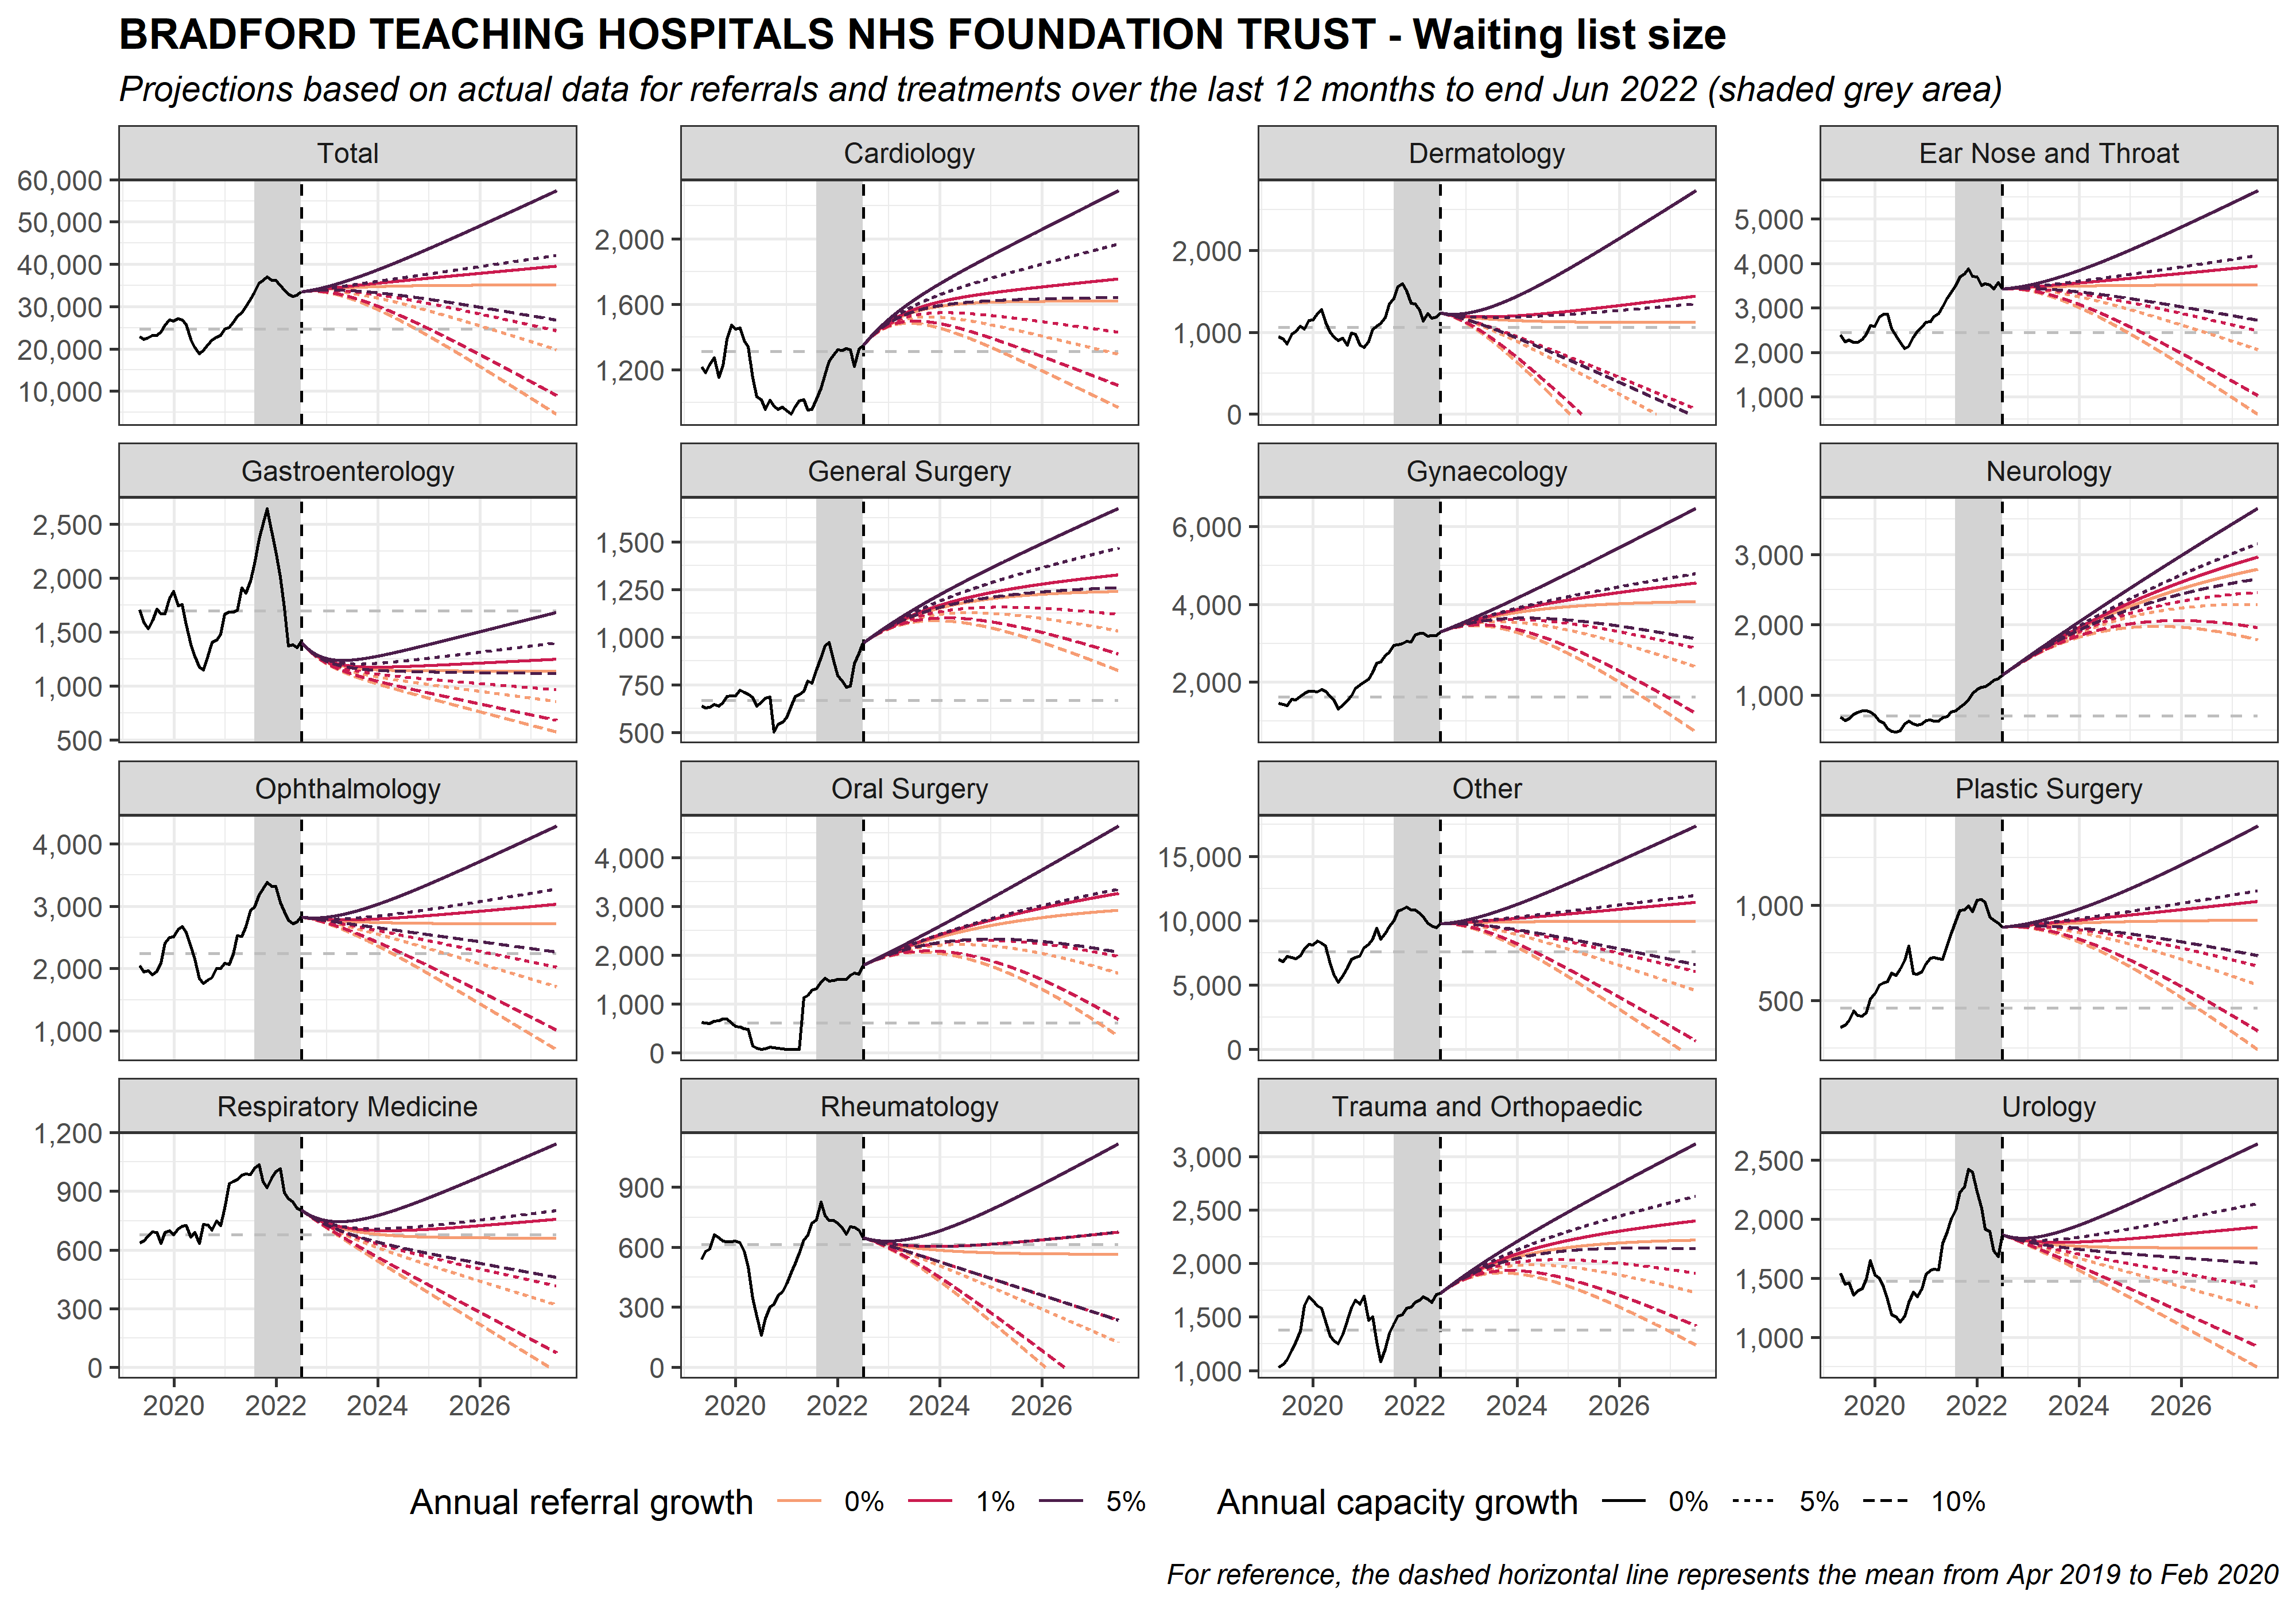 BRADFORD TEACHING HOSPITALS NHS FOUNDATION TRUST - Waiting list size
Projections based on actual data for referrals and treatments over the last 12 months to end Jun 2022 (shaded grey area)
Total
Cardiology
Dermatology
Ear Nose and Throat
60,000
50,000
40,000
30,000
20,000
10,000
2,000
1,600
1,200
2,000
1,000
0
5,000
4,000
3,000
2,000
1,000
Gastroenterology
General Surgery
Gynaecology
Neurology
2,500
2,000
1,500
1,000
500
1,500
1,250
1,000
750
500
6,000
4,000
2,000
3,000
2,000
1,000
Ophthalmology
Oral Surgery
Other
Plastic Surgery
4,000
3,000
2,000
1,000
4,000
3,000
2,000
1,000
0
15,000
10,000
5,000
0
1,000
500
Respiratory Medicine
Rheumatology
Trauma and Orthopaedic
Urology
1,200
900
600
300
0
900
600
300
0
3,000
2,500
2,000
1,500
1,000
2,500
2,000
1,500
1,000
2020 2022 2024 2026
2020 2022 2024 2026
2020 2022 2024 2026
2020 2022 2024 2026
Annual referral growth 0% 1% 5% Annual capacity growth 0% 5% 10%
For reference, the dashed horizontal line represents the mean from Apr 2019 to Feb 2020